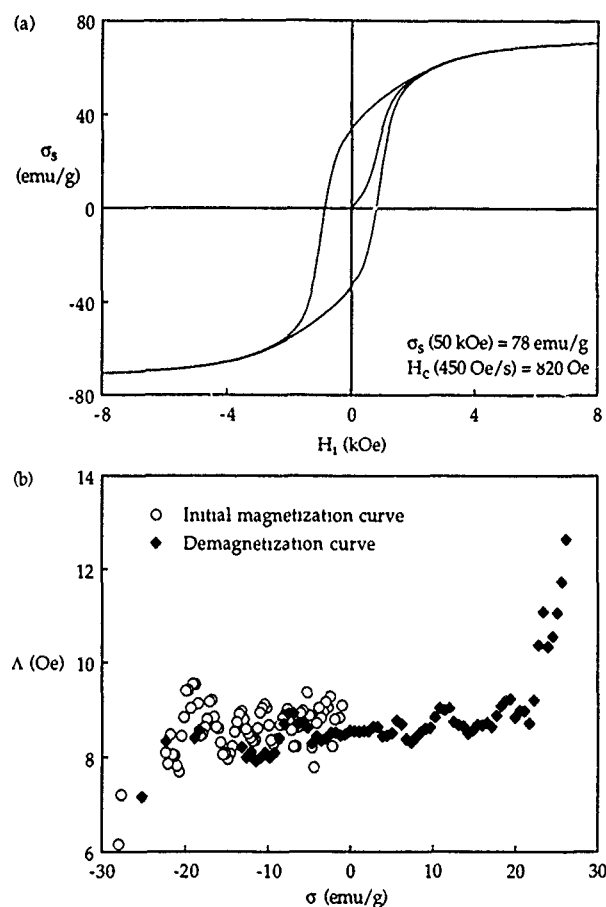 (a)
80
40
σs
(emu/g)
0
-40
-80
σs (50 kOe) = 78 emu/g
Hc (450 Oe/s) = 820 Oe
-8 -4 0 4 8
H1 (kOe)
(b)
14
○ Initial magnetization curve
◆ Demagnetization curve
12
Λ (Oe)
10
8
6
-30 -20 -10 0 10 20 30
σ (emu/g)